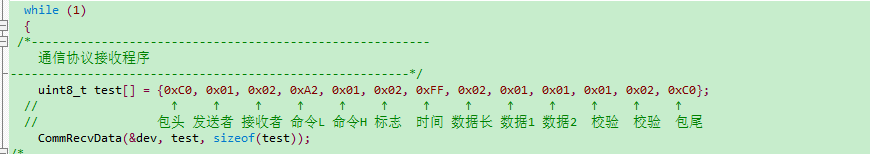 while (1)
{
/*---------------------------------------------------------
通信协议接收程序
---------------------------------------------------------*/
uint8_t test[] = {0xC0, 0x01, 0x02, 0xA2, 0x01, 0x02, 0xFF, 0x02, 0x01, 0x01, 0x01, 0x02, 0xC0};
// ↑ ↑ ↑ ↑ ↑ ↑ ↑ ↑ ↑ ↑ ↑ ↑ ↑
// 包头 发送者 接收者 命令L 命令H 标志 时间 数据长 数据1 数据2 校验 校验 包尾
CommRecvData(&dev, test, sizeof(test));
/*